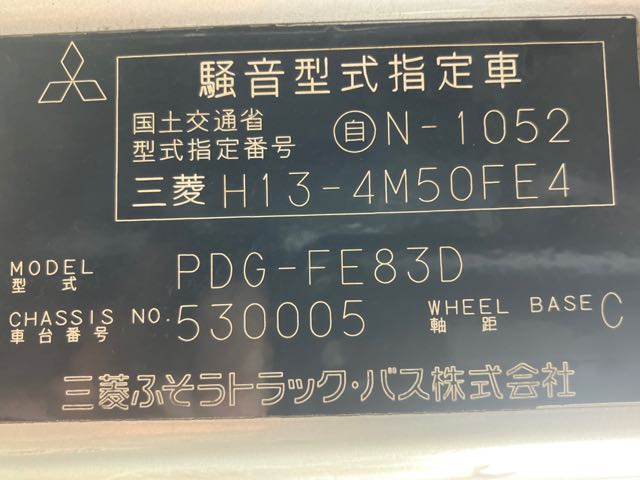 騒音型式指定車
国土交通省
型式指定番号 ㊀自 N-1052
三菱 H13-4M50FE4
MODEL
型式 PDG-FE83D
CHASSIS NO.
車台番号 530005
WHEEL BASE
軸距 C
三菱ふそうトラック・バス株式会社